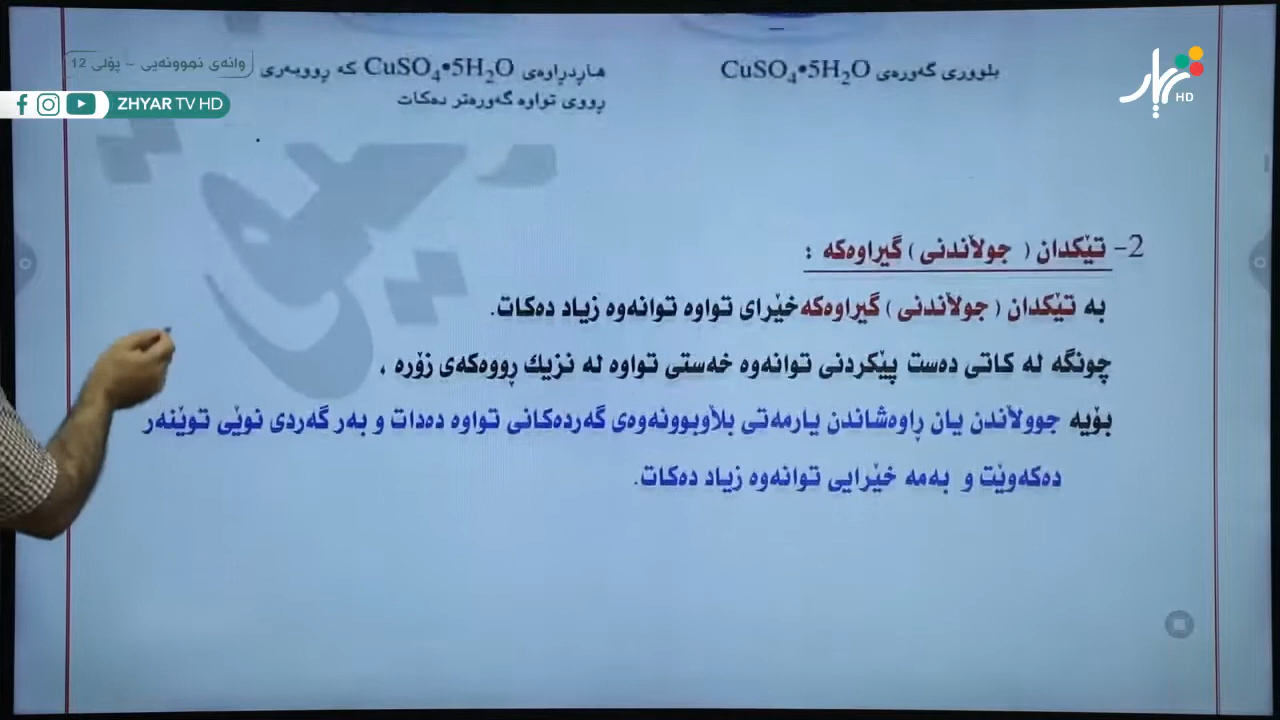 وانەی نموونەیی - پۆلی 12
ZHYAR TV HD
HD
بلووری گەورەی CuSO₄•5H₂O
هاڕدراوەی CuSO₄•5H₂O کە ڕووبەری
ڕووی تواوە گەورەتر دەکات
2- تێکدان ( جوڵاندنی ) گیراوەکە :
بە تێکدان ( جوڵاندنی ) گیراوەکە خێرای تواوە توانەوە زیاد دەکات.
چونگە لە کاتی دەست پێکردنی توانەوە خەستی تواوە لە نزیك ڕووەکەی زۆرە ،
بۆیە جووڵاندن یان ڕاوەشاندن یارمەتی بڵاوبوونەوەی گەردەکانی تواوە دەدات و بەر گەردی نوێی توێنەر
دەکەوێت و بەمە خێرایی توانەوە زیاد دەکات.